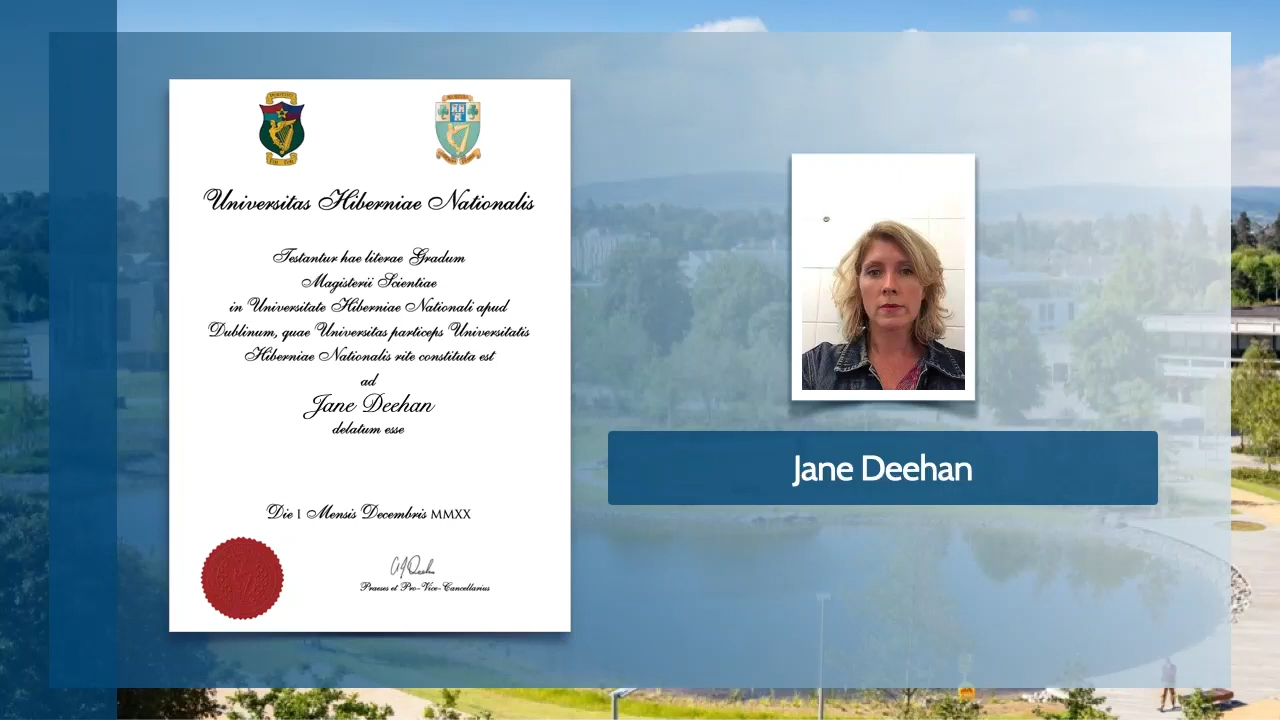 Universitas Hiberniae Nationalis
Testantur hae literae Gradum
Magisterii Scientiae
in Universitate Hiberniae Nationali apud
Dublinum, quae Universitas particeps Universitatis
Hiberniae Nationalis rite constituta est
ad
Jane Deehan
delatum esse
Die I Mensis Decembris MMXX
Praeses et Pro-Vice-Cancellarius
Jane Deehan